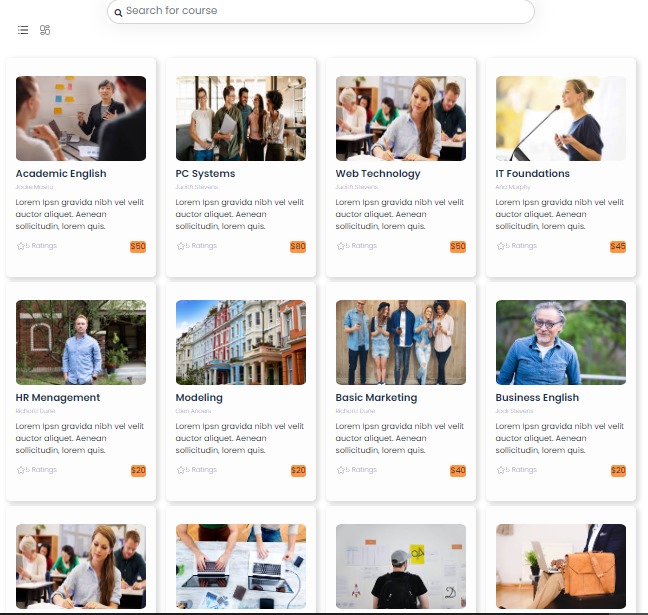 Search for course
Academic English
Lorem Ipsn gravida nibh vel velit
auctor aliquet. Aenean
sollicitudin, lorem quis.
5 Ratings
$50
PC Systems
Judith Stevens
Lorem Ipsn gravida nibh vel velit
auctor aliquet. Aenean
sollicitudin, lorem quis.
5 Ratings
$80
Web Technology
Judith Stevens
Lorem Ipsn gravida nibh vel velit
auctor aliquet. Aenean
sollicitudin, lorem quis.
5 Ratings
$50
IT Foundations
Ana Murphy
Lorem Ipsn gravida nibh vel velit
auctor aliquet. Aenean
sollicitudin, lorem quis.
5 Ratings
$45
HR Menagement
Richard Dune
Lorem Ipsn gravida nibh vel velit
auctor aliquet. Aenean
sollicitudin, lorem quis.
5 Ratings
$20
Modeling
Glen Anders
Lorem Ipsn gravida nibh vel velit
auctor aliquet. Aenean
sollicitudin, lorem quis.
5 Ratings
$20
Basic Marketing
Richard Dune
Lorem Ipsn gravida nibh vel velit
auctor aliquet. Aenean
sollicitudin, lorem quis.
5 Ratings
$40
Business English
Stevens
Lorem Ipsn gravida nibh vel velit
auctor aliquet. Aenean
sollicitudin, lorem quis.
5 Ratings
$20